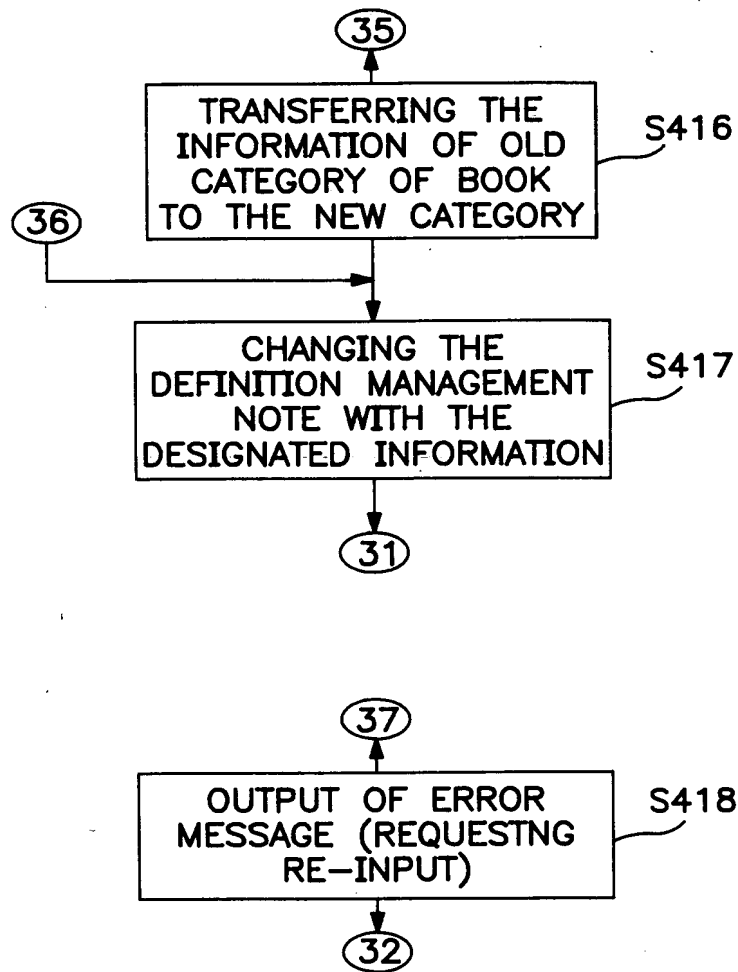 35
TRANSFERRING THE
INFORMATION OF OLD
CATEGORY OF BOOK
TO THE NEW CATEGORY
S416
36
CHANGING THE
DEFINITION MANAGEMENT
NOTE WITH THE
DESIGNATED INFORMATION
S417
31
37
OUTPUT OF ERROR
MESSAGE (REQUESTNG
RE-INPUT)
S418
32